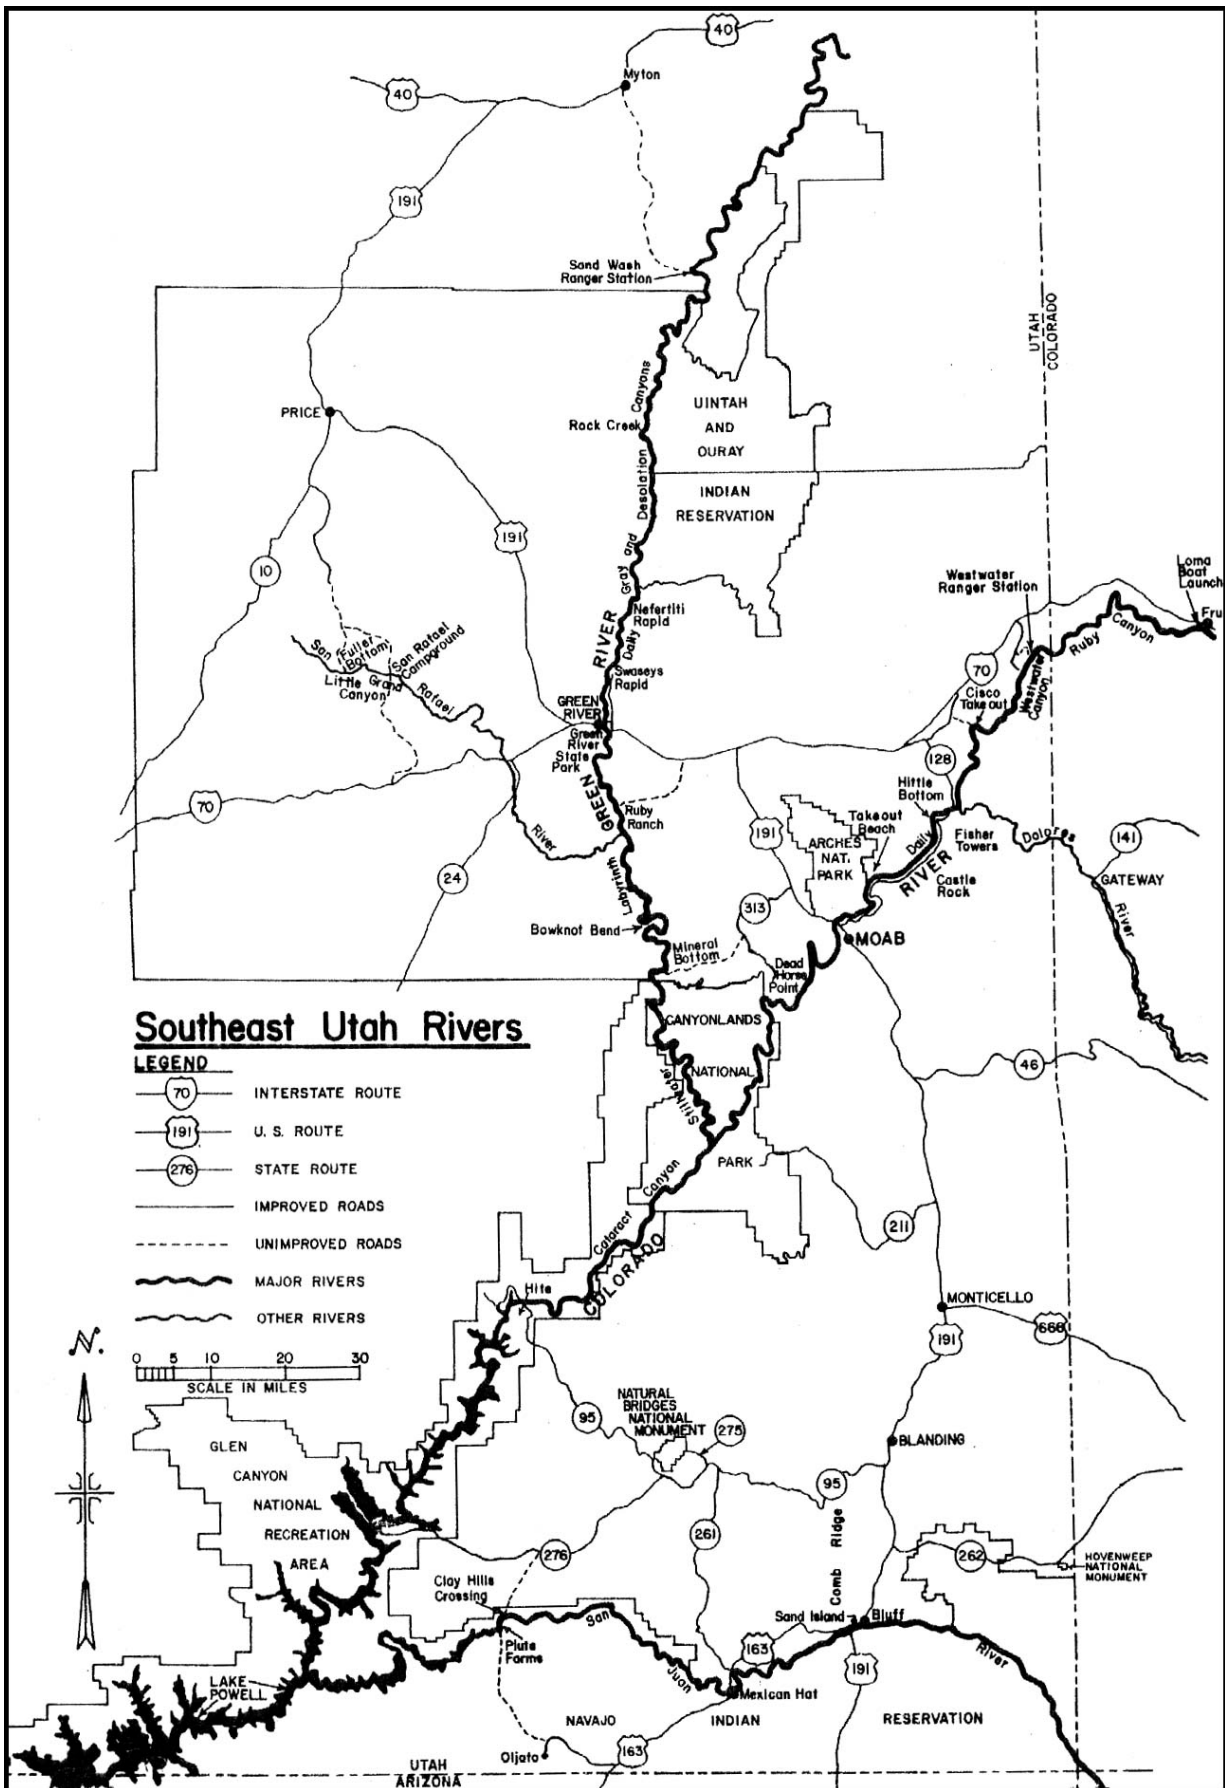 40
Myton
40
191
Sand Wash
Ranger Station
UTAH
COLORADO
Gray and Desolation Canyons
Rock Creek
UINTAH
AND
OURAY
INDIAN
RESERVATION
PRICE
191
10
Westwater
Ranger Station
Loma
Boat
Launch
Fru
Ruby Canyon
Nefertiti
Rapid
Daily
Swaseys
Rapid
San Rafael River
Fuller
Bottom
San Rafael
Campground
Little Grand
Canyon
GREEN RIVER
GREEN
RIVER
Green
River
State
Park
70
Westwater
Canyon
Cisco
Takeout
128
Hittle
Bottom
70
Ruby
Ranch
191
Takeout
Beach
ARCHES
NAT.
PARK
Daily
Fisher
Towers
Castle
Rock
Dolores River
141
GATEWAY
24
Labyrinth
313
Bowknot Bend
Mineral
Bottom
MOAB
Dead
Horse
Point
Southeast Utah Rivers
LEGEND
70 INTERSTATE ROUTE
191 U. S. ROUTE
276 STATE ROUTE
IMPROVED ROADS
UNIMPROVED ROADS
MAJOR RIVERS
OTHER RIVERS
N.
0 5 10 20 30
SCALE IN MILES
CANYONLANDS
NATIONAL
PARK
Stillwater
46
Cataract Canyon
COLORADO RIVER
211
Hite
MONTICELLO
191
666
NATURAL
BRIDGES
NATIONAL
MONUMENT
275
95
BLANDING
95
GLEN
CANYON
NATIONAL
RECREATION
AREA
261
Comb Ridge
276
262
HOVENWEEP
NATIONAL
MONUMENT
Clay Hills
Crossing
Sand Island
Bluff
San Juan River
Piute
Farms
163
191
Mexican Hat
LAKE
POWELL
NAVAJO INDIAN RESERVATION
Oljato
163
UTAH
ARIZONA